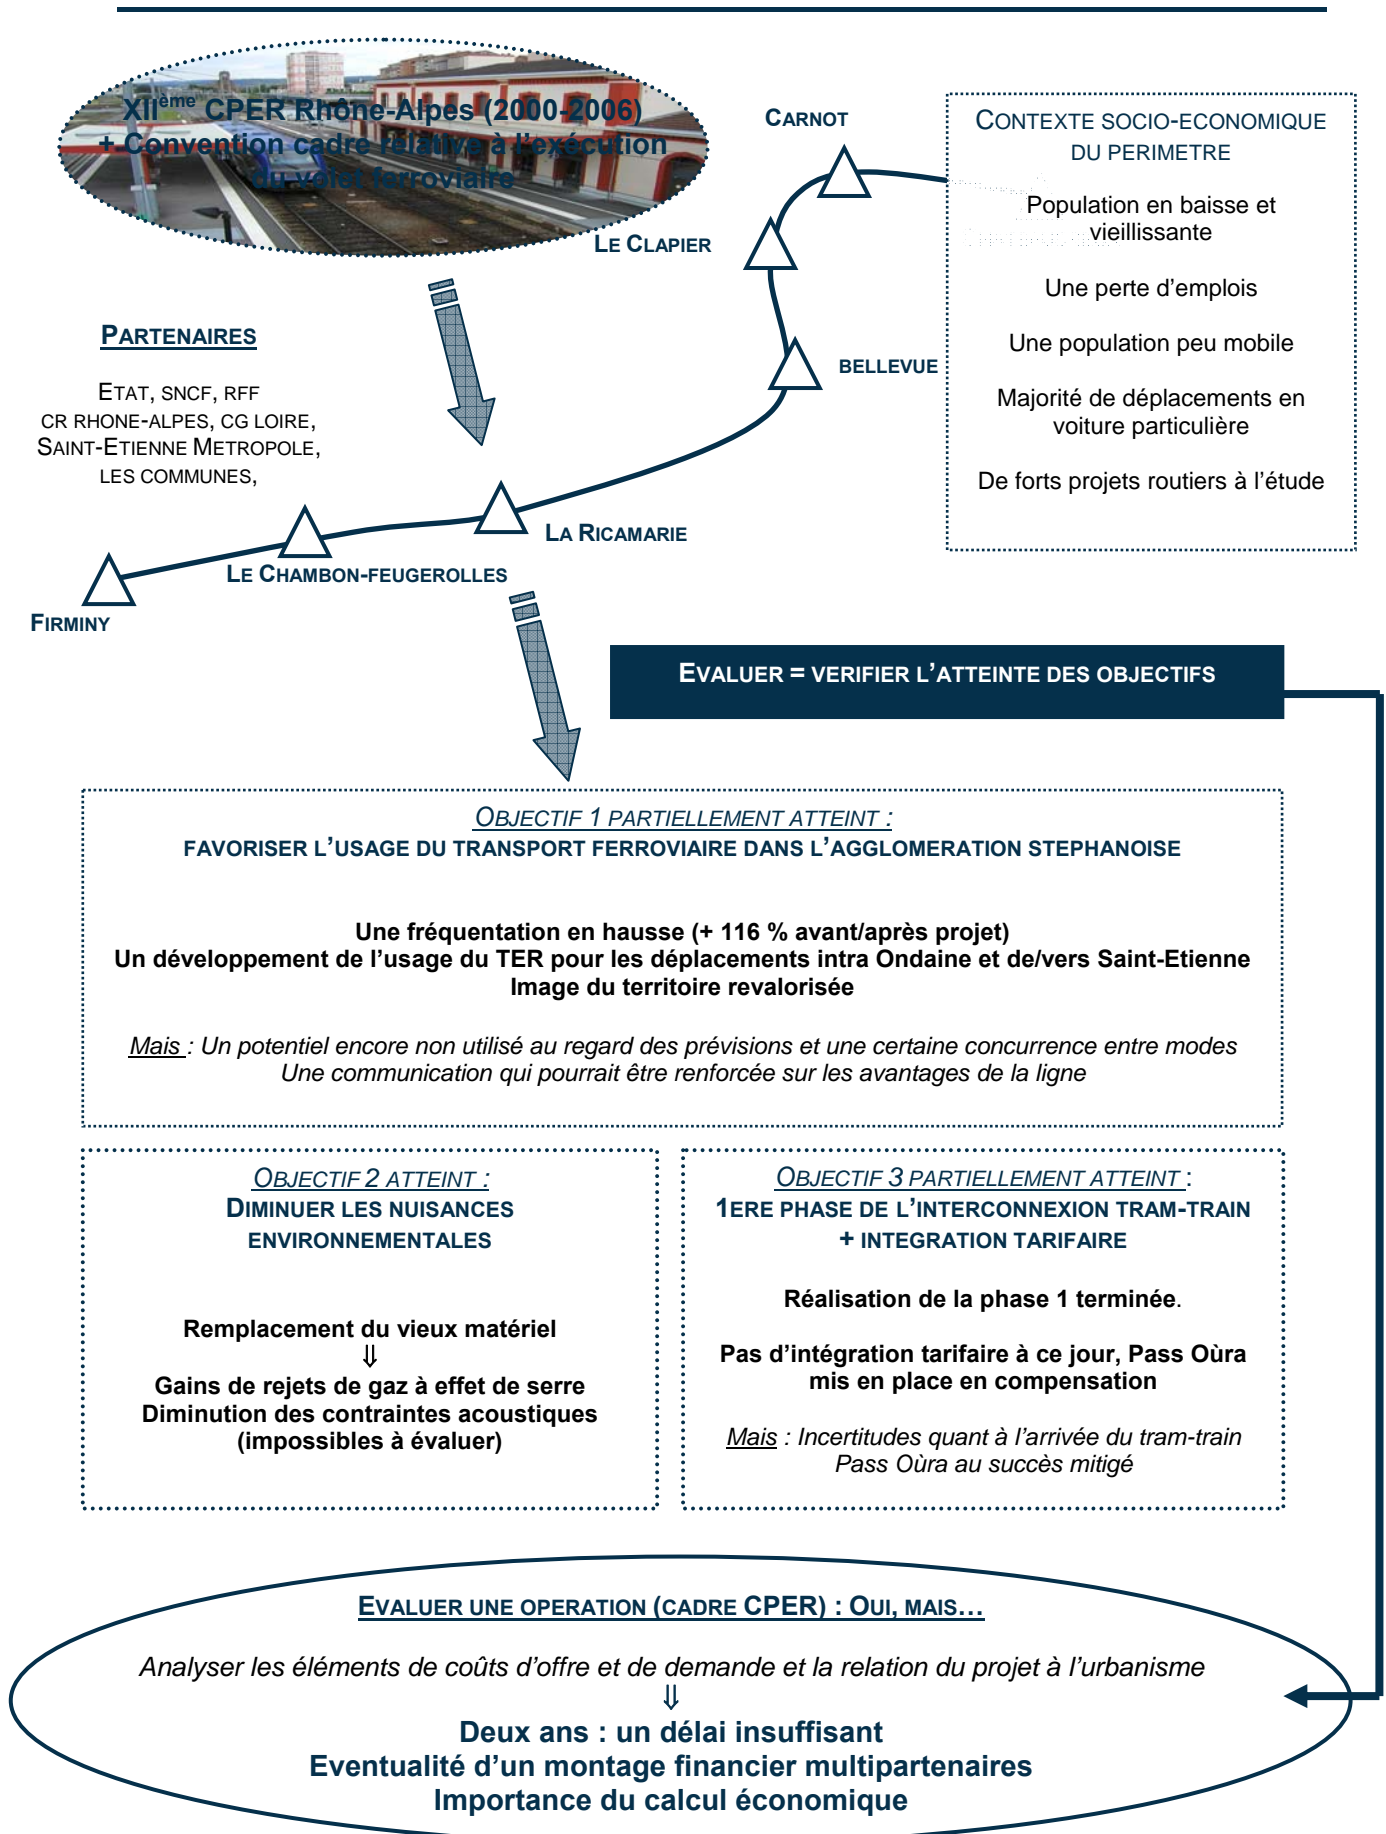 XIIème CPER Rhône-Alpes (2000-2006)
+ Convention cadre relative à l'exécution
du volet ferroviaire
CARNOT
LE CLAPIER
BELLEVUE
LA RICAMARIE
LE CHAMBON-FEUGEROLLES
FIRMINY
CONTEXTE SOCIO-ECONOMIQUE
DU PERIMETRE
Population en baisse et
vieillissante
Une perte d'emplois
Une population peu mobile
Majorité de déplacements en
voiture particulière
De forts projets routiers à l'étude
PARTENAIRES
ETAT, SNCF, RFF
CR RHONE-ALPES, CG LOIRE,
SAINT-ETIENNE METROPOLE,
LES COMMUNES,
EVALUER = VERIFIER L'ATTEINTE DES OBJECTIFS
OBJECTIF 1 PARTIELLEMENT ATTEINT :
FAVORISER L'USAGE DU TRANSPORT FERROVIAIRE DANS L'AGGLOMERATION STEPHANOISE
Une fréquentation en hausse (+ 116 % avant/après projet)
Un développement de l'usage du TER pour les déplacements intra Ondaine et de/vers Saint-Etienne
Image du territoire revalorisée
Mais : Un potentiel encore non utilisé au regard des prévisions et une certaine concurrence entre modes
Une communication qui pourrait être renforcée sur les avantages de la ligne
OBJECTIF 2 ATTEINT :
DIMINUER LES NUISANCES
ENVIRONNEMENTALES
Remplacement du vieux matériel
⇓
Gains de rejets de gaz à effet de serre
Diminution des contraintes acoustiques
(impossibles à évaluer)
OBJECTIF 3 PARTIELLEMENT ATTEINT :
1ERE PHASE DE L'INTERCONNEXION TRAM-TRAIN
+ INTEGRATION TARIFAIRE
Réalisation de la phase 1 terminée.
Pas d'intégration tarifaire à ce jour, Pass Oùra
mis en place en compensation
Mais : Incertitudes quant à l'arrivée du tram-train
Pass Oùra au succès mitigé
EVALUER UNE OPERATION (CADRE CPER) : OUI, MAIS…
Analyser les éléments de coûts d'offre et de demande et la relation du projet à l'urbanisme
⇓
Deux ans : un délai insuffisant
Eventualité d'un montage financier multipartenaires
Importance du calcul économique